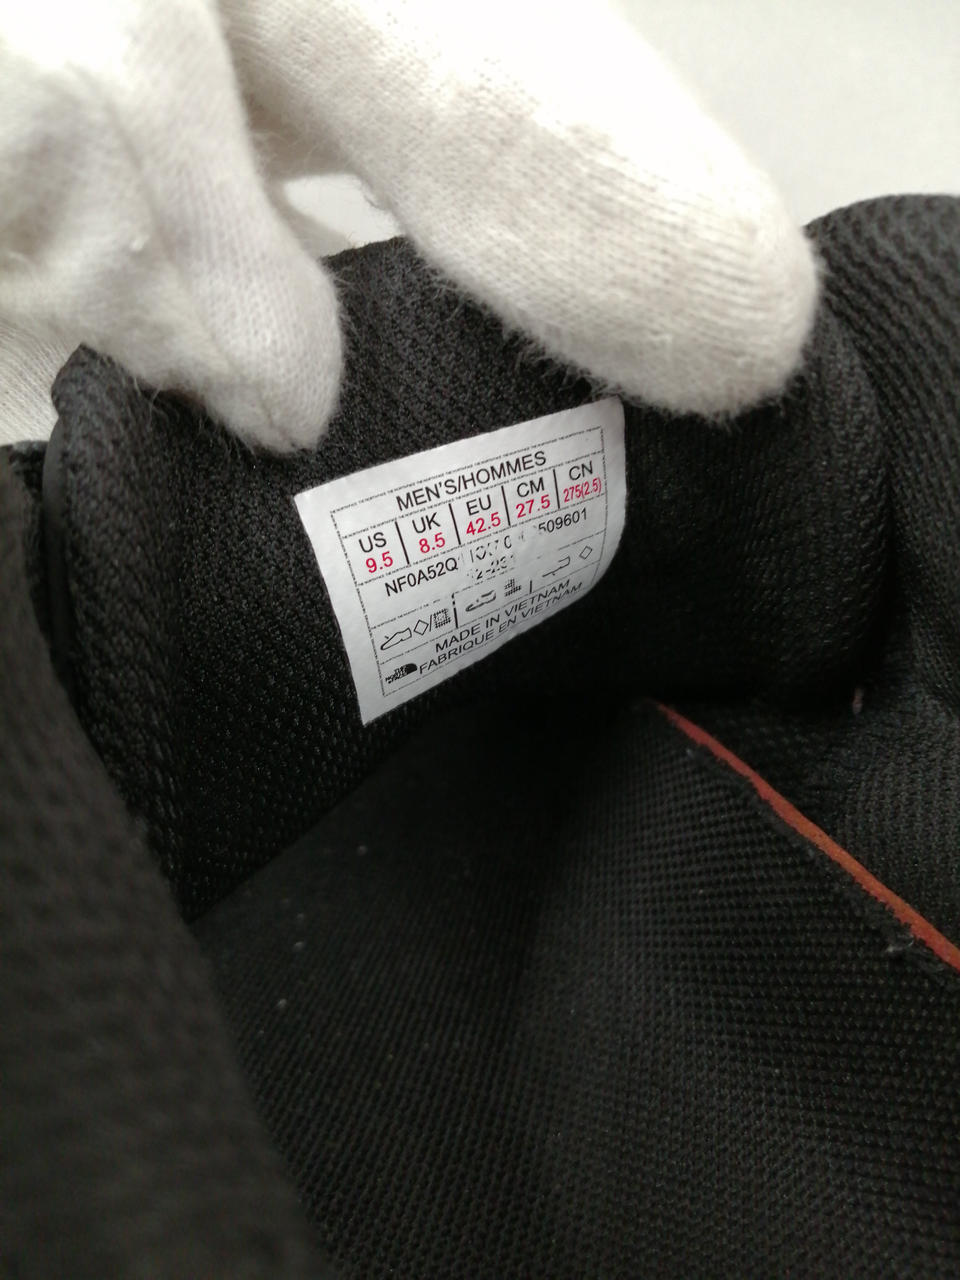 MEN'S/HOMMES
US UK EU CM CN
9.5 8.5 42.5 27.5 275(2.5)
509601
MADE IN VIETNAM
FABRIQUE EN VIETNAM